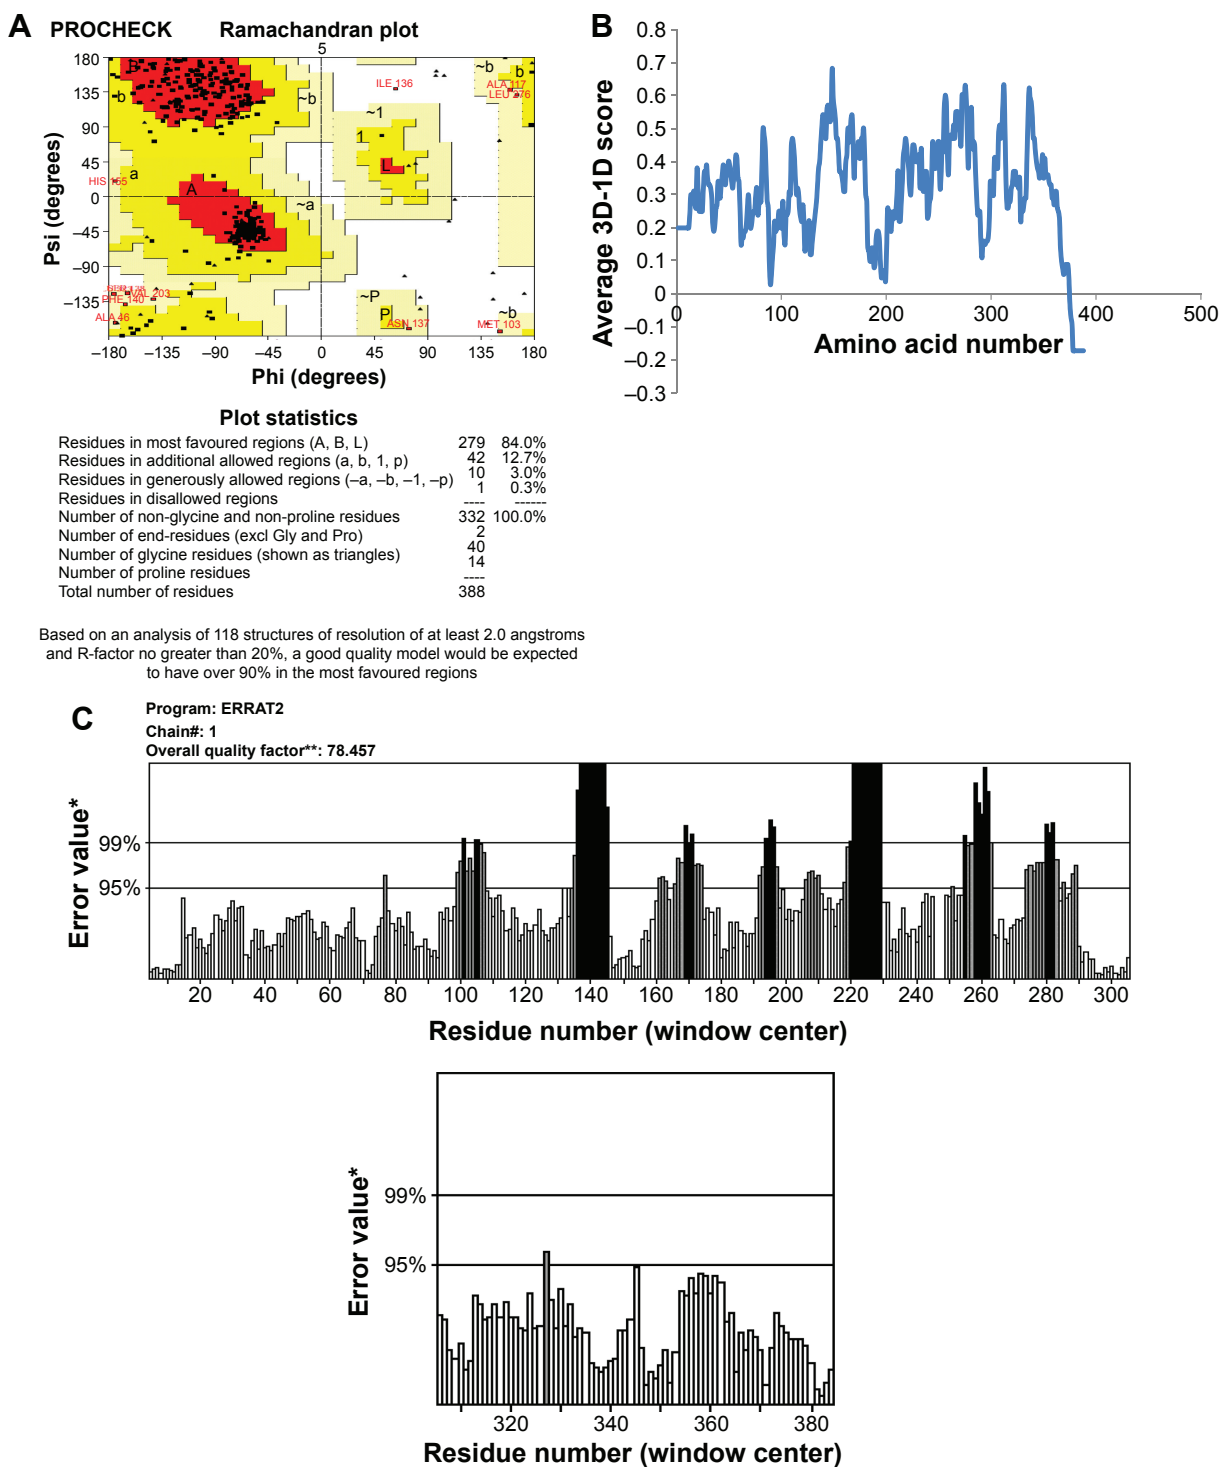 A PROCHECK Ramachandran plot
5
180
135
90
45
0
−45
−90
−135
Psi (degrees)
B
b
~b
~b
b
ILE 136
ALA 117
LEU 276
~1
1
L
a
HIS 165
A
~a
VAL 203
PHE 140
ALA 46
~P
P
ASN 137
MET 103
~b
−180 −135 −90 −45 0 45 90 135 180
Phi (degrees)
Plot statistics
Residues in most favoured regions (A, B, L) 279 84.0%
Residues in additional allowed regions (a, b, 1, p) 42 12.7%
Residues in generously allowed regions (–a, –b, –1, –p) 10 3.0%
Residues in disallowed regions 1 0.3%
---- ------
Number of non-glycine and non-proline residues 332 100.0%
Number of end-residues (excl Gly and Pro) 2
Number of glycine residues (shown as triangles) 40
Number of proline residues 14
----
Total number of residues 388
Based on an analysis of 118 structures of resolution of at least 2.0 angstroms
and R-factor no greater than 20%, a good quality model would be expected
to have over 90% in the most favoured regions
B
0.8
0.7
0.6
0.5
0.4
0.3
0.2
0.1
0
−0.1
−0.2
−0.3
Average 3D-1D score
0 100 200 300 400 500
Amino acid number
C
Program: ERRAT2
Chain#: 1
Overall quality factor**: 78.457
Error value*
99%
95%
20 40 60 80 100 120 140 160 180 200 220 240 260 280 300
Residue number (window center)
Error value*
99%
95%
320 340 360 380
Residue number (window center)